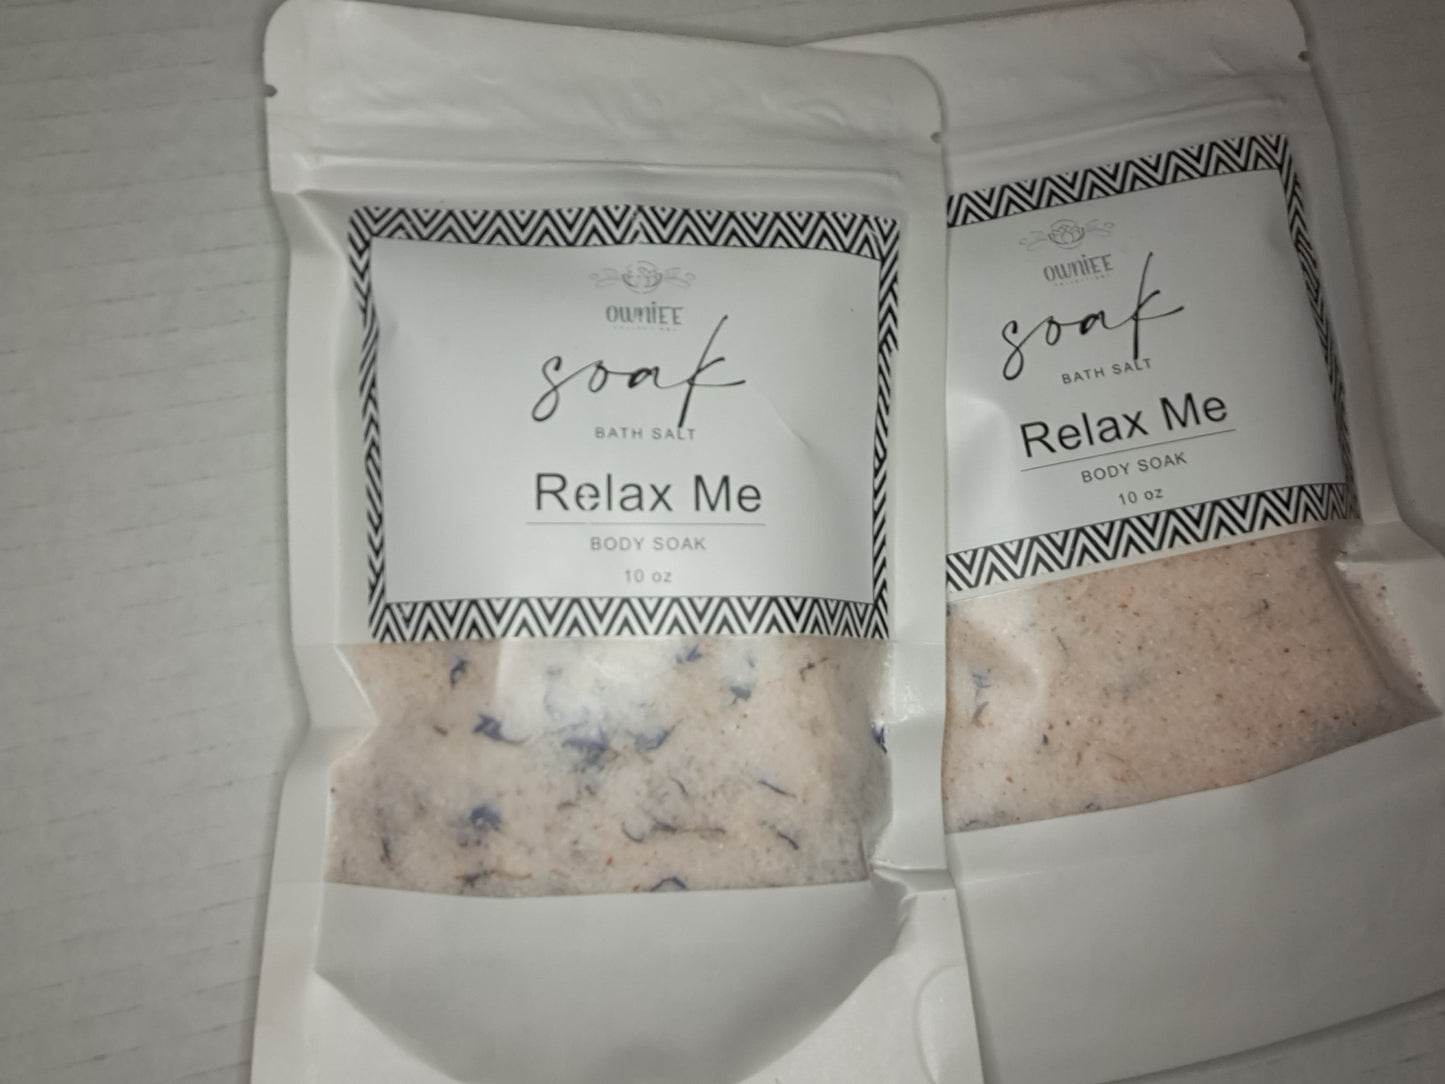 OWNIEE
soak
BATH SALT
Relax Me
BODY SOAK
10 oz
OWNIEE
soak
BATH SALT
Relax Me
BODY SOAK
10 oz